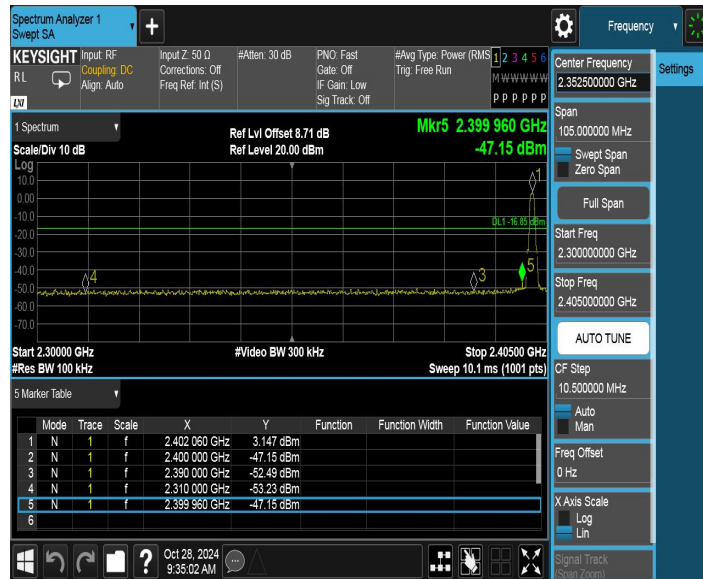 Spectrum Analyzer 1
Swept SA
+
Frequency
KEYSIGHT
RL
LXI
Input: RF
Coupling: DC
Align: Auto
Input Z: 50 Ω
Corrections: Off
Freq Ref: Int (S)
#Atten: 30 dB
PNO: Fast
Gate: Off
IF Gain: Low
Sig Track: Off
#Avg Type: Power (RMS
Trig: Free Run
1 2 3 4 5 6
M W W W W W
P P P P P P
1 Spectrum
Scale/Div 10 dB
Ref Lvl Offset 8.71 dB
Ref Level 20.00 dBm
Mkr5 2.399 960 GHz
-47.15 dBm
Log
10.0
0.00
-10.0
-20.0
-30.0
-40.0
-50.0
-60.0
-70.0
1
DL1 -16.85 dBm
4
3
5
Start 2.30000 GHz
#Video BW 300 kHz
Stop 2.40500 GHz
#Res BW 100 kHz
Sweep 10.1 ms (1001 pts)
5 Marker Table
Mode Trace Scale X Y Function Function Width Function Value
1 N 1 f 2.402 060 GHz 3.147 dBm
2 N 1 f 2.400 000 GHz -47.15 dBm
3 N 1 f 2.390 000 GHz -52.49 dBm
4 N 1 f 2.310 000 GHz -53.23 dBm
5 N 1 f 2.399 960 GHz -47.15 dBm
6
?
Oct 28, 2024
9:35:02 AM
Center Frequency
2.352500000 GHz
Settings
Span
105.000000 MHz
Swept Span
Zero Span
Full Span
Start Freq
2.300000000 GHz
Stop Freq
2.405000000 GHz
AUTO TUNE
CF Step
10.500000 MHz
Auto
Man
Freq Offset
0 Hz
X Axis Scale
Log
Lin
Signal Track
(Span Zoom)